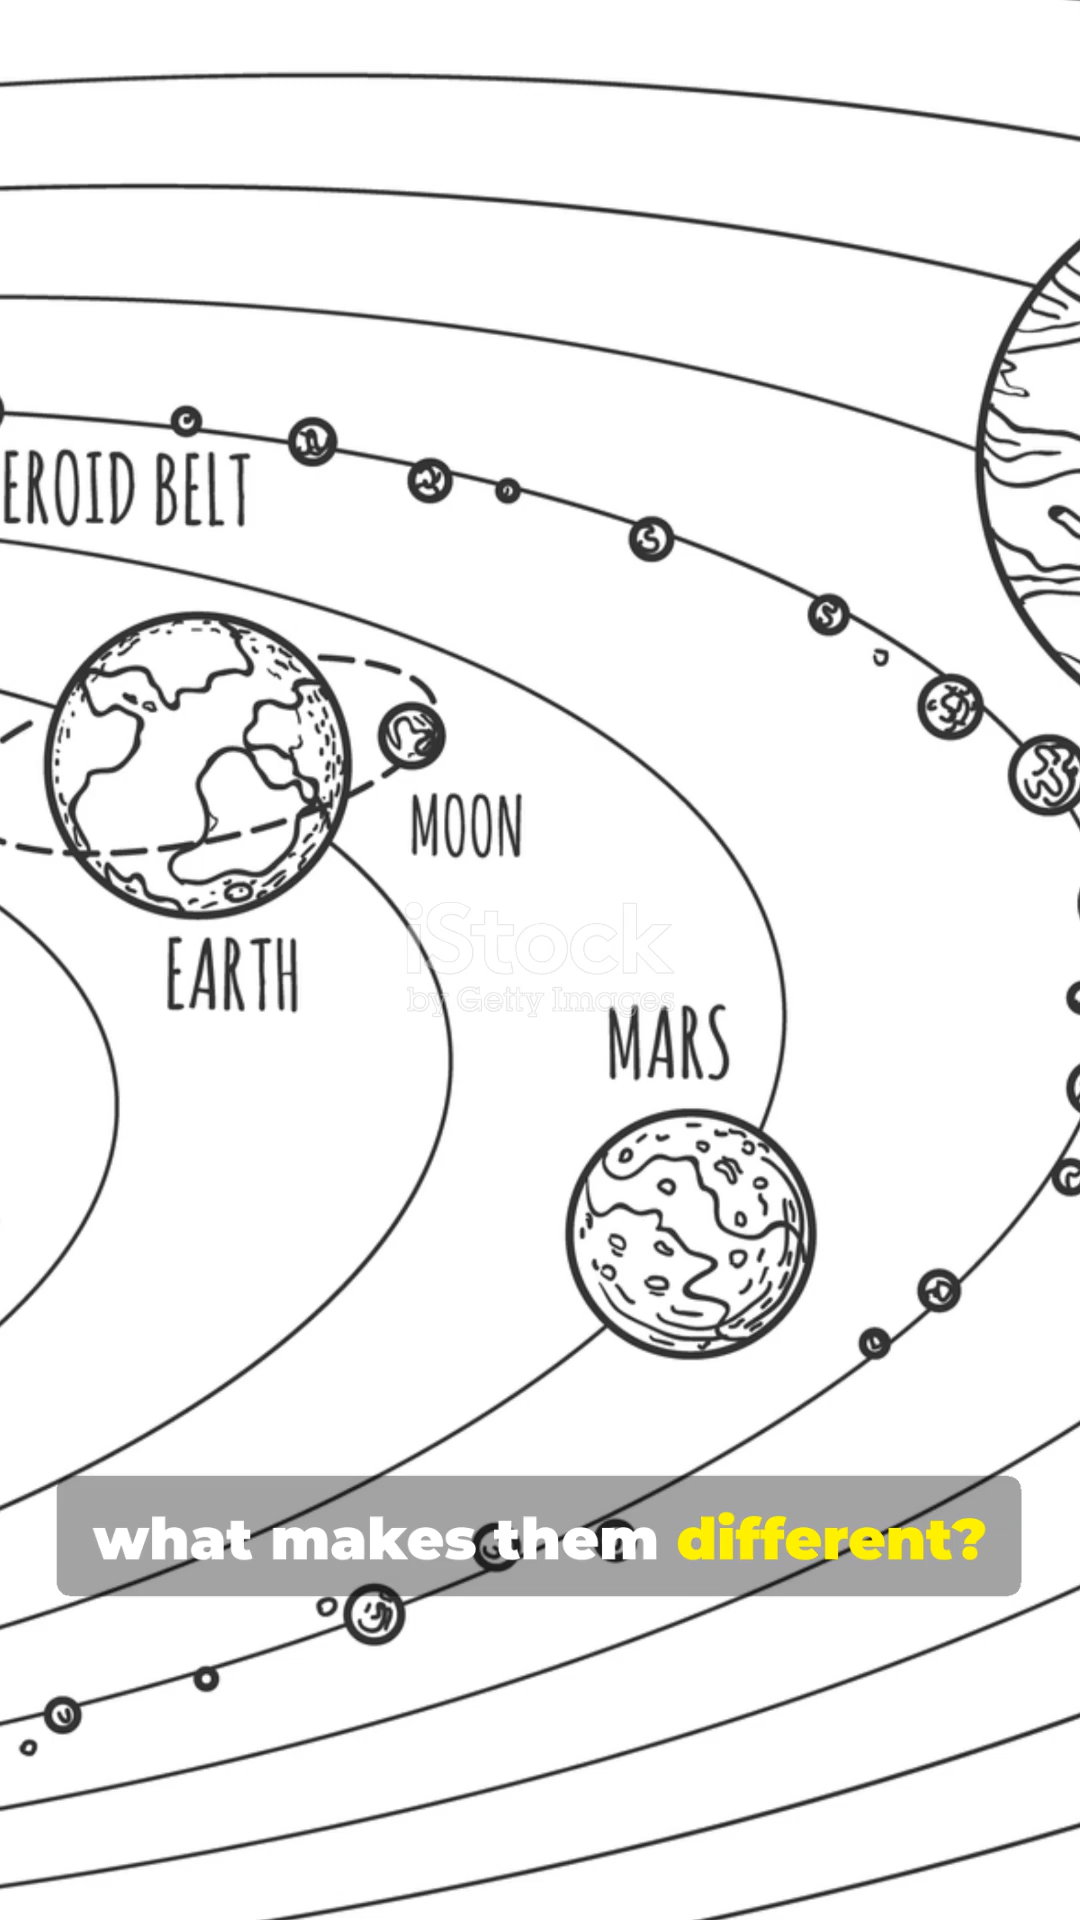 EROID BELT
MOON
EARTH
iStock
by Getty Images
MARS
what makes them different?